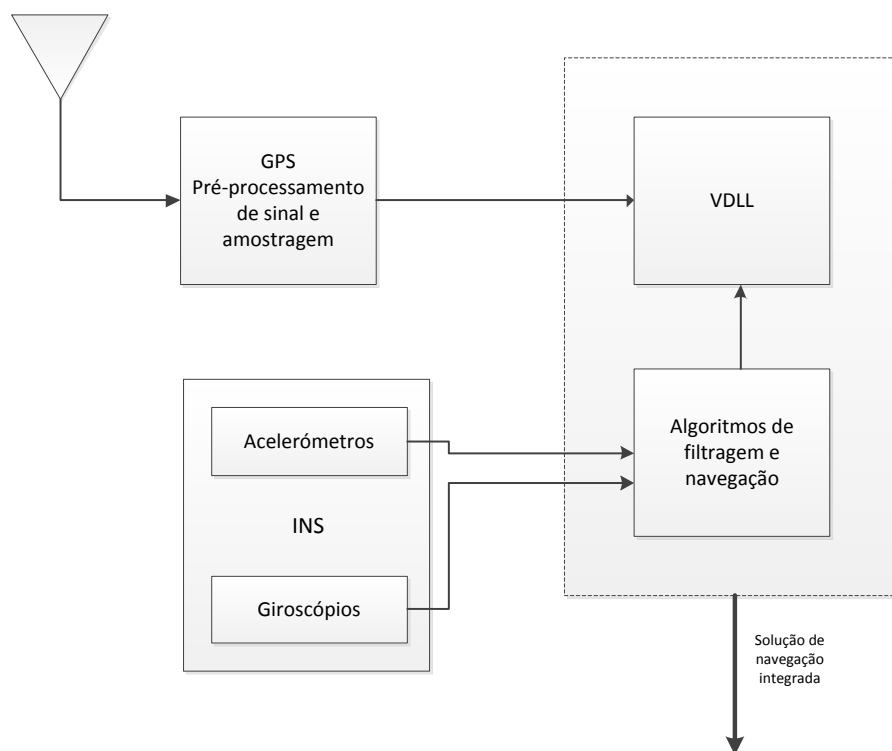 GPS
Pré-processamento
de sinal e
amostragem
VDLL
Acelerómetros
INS
Giroscópios
Algoritmos de
filtragem e
navegação
Solução de
navegação
integrada